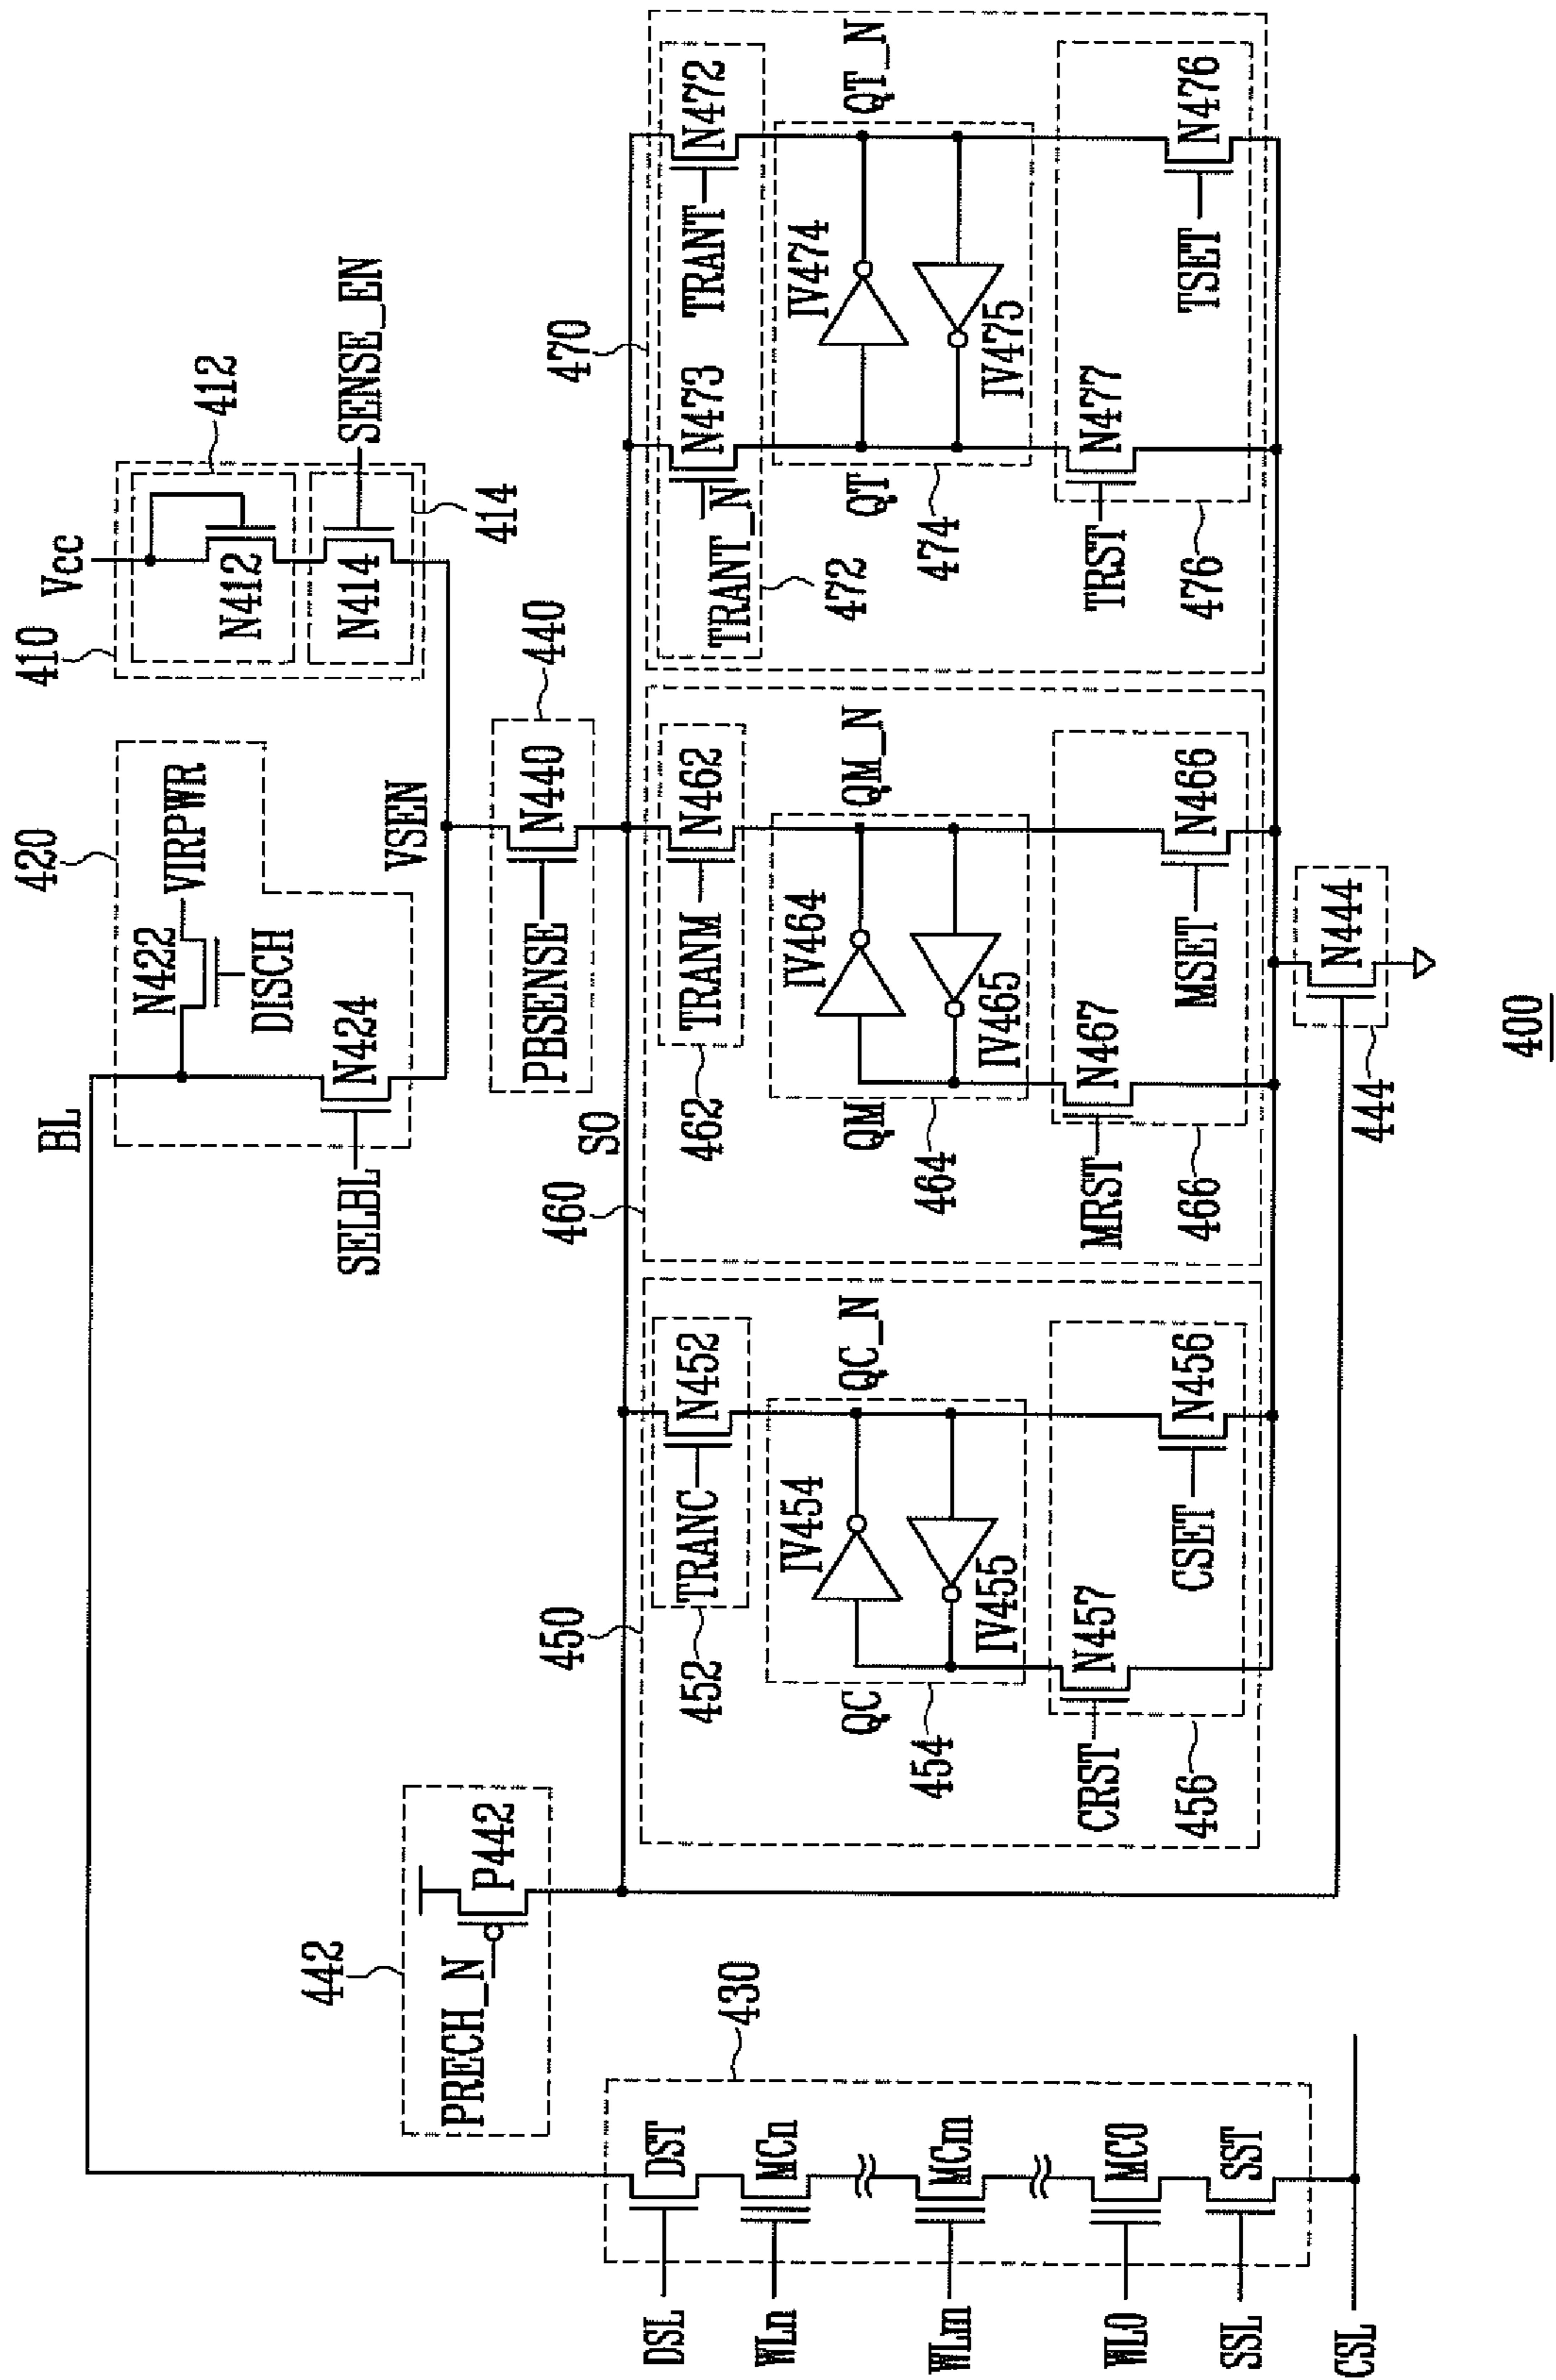 BL
420
N422
VIRPWR
DISCH
N424
SELBL
410
Vcc
412
N412
N414
SENSE_EN
414
VSEN
442
PRECH_N
P442
PBSENSE
N440
440
SO
430
DSL
DST
WLn
MCn
WLm
MCm
WL0
MC0
SSL
SST
CSL
450
452
TRANC
N452
QC
QC_N
IV454
IV455
454
CRST
N457
CSET
N456
456
460
462
TRANM
N462
QM
QM_N
IV464
IV465
464
MRST
N467
MSET
N466
466
470
TRANT_N
N473
TRANT
N472
472
QT
QT_N
IV474
IV475
474
TRST
N477
TSET
N476
476
444
N444
400